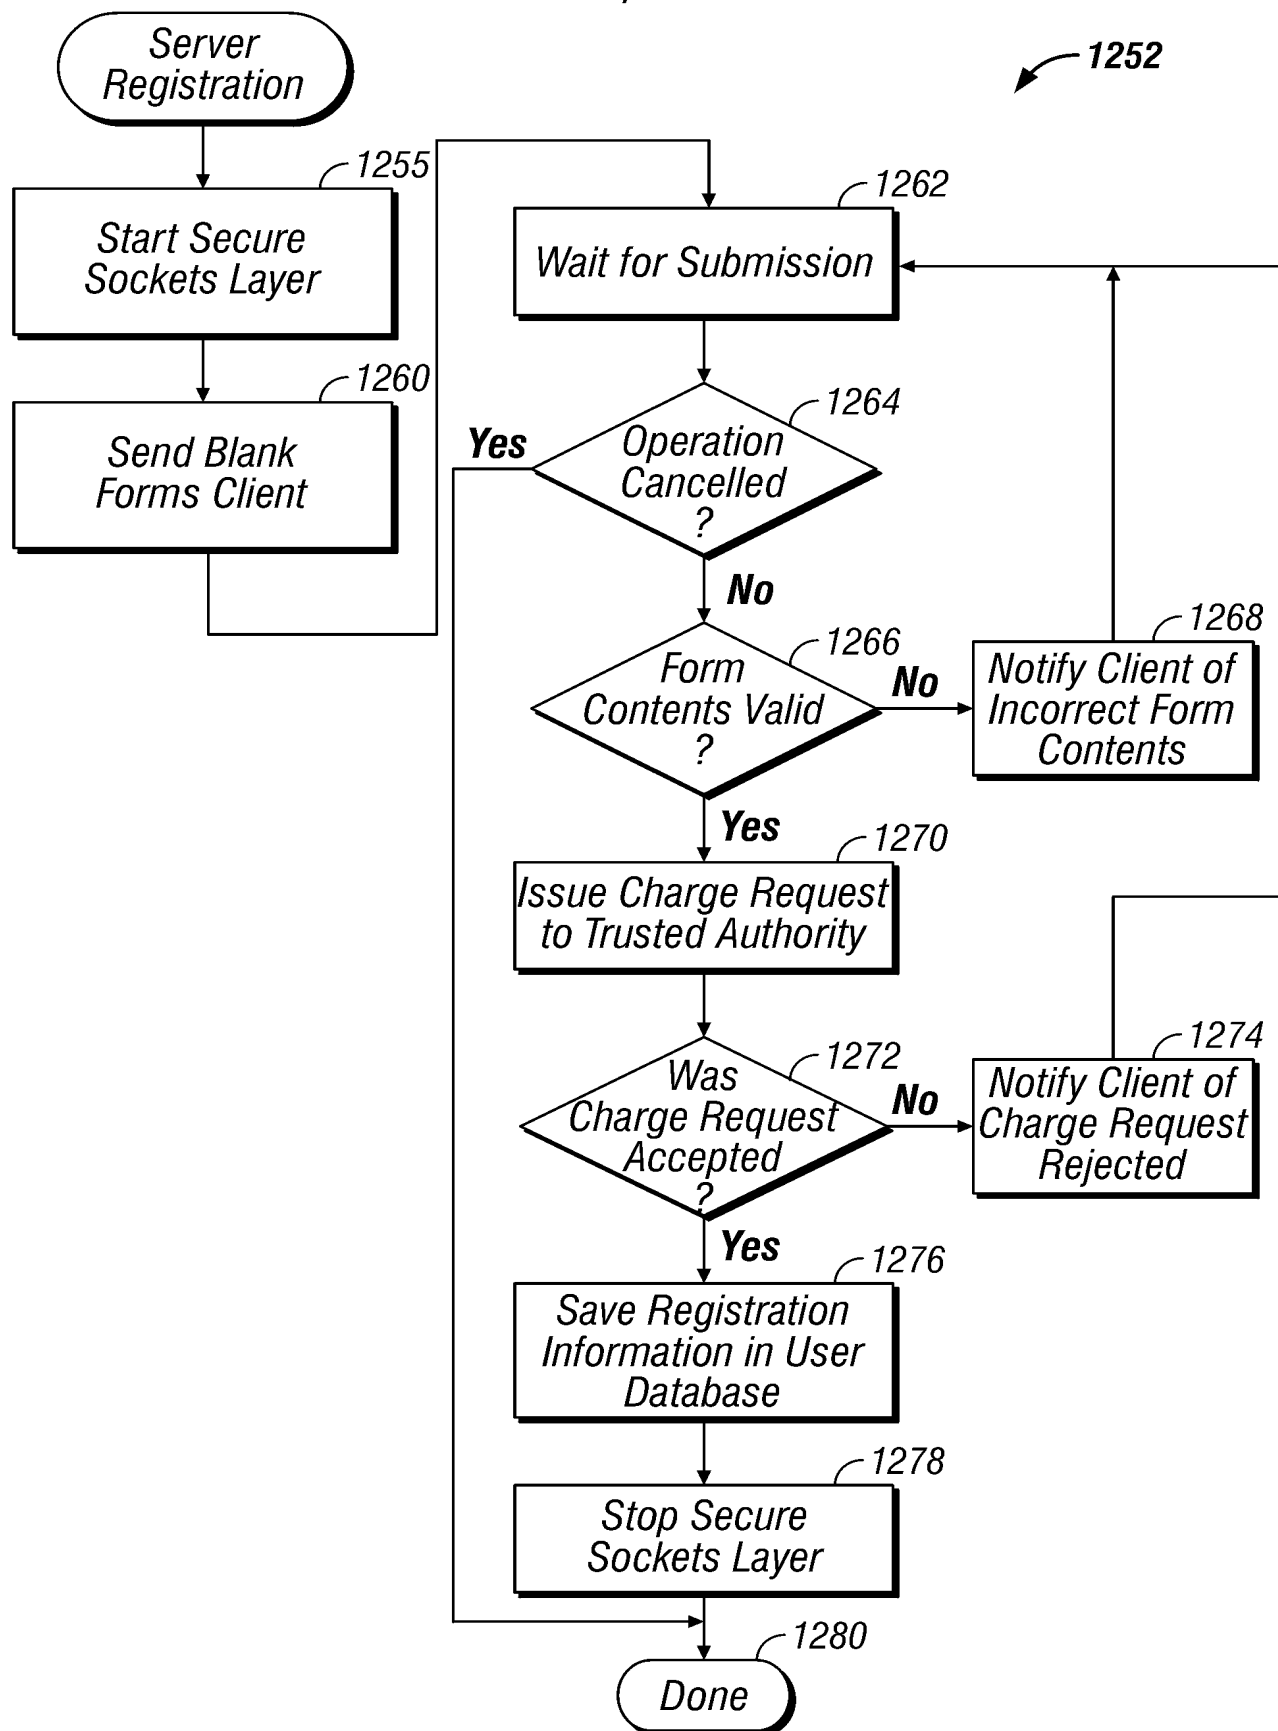 Server
Registration
1252
1255
Start Secure
Sockets Layer
1260
Send Blank
Forms Client
1262
Wait for Submission
1264
Operation
Cancelled
?
Yes
No
1266
Form
Contents Valid
?
No
1268
Notify Client of
Incorrect Form
Contents
Yes
1270
Issue Charge Request
to Trusted Authority
1272
Was
Charge Request
Accepted
?
No
1274
Notify Client of
Charge Request
Rejected
Yes
1276
Save Registration
Information in User
Database
1278
Stop Secure
Sockets Layer
1280
Done